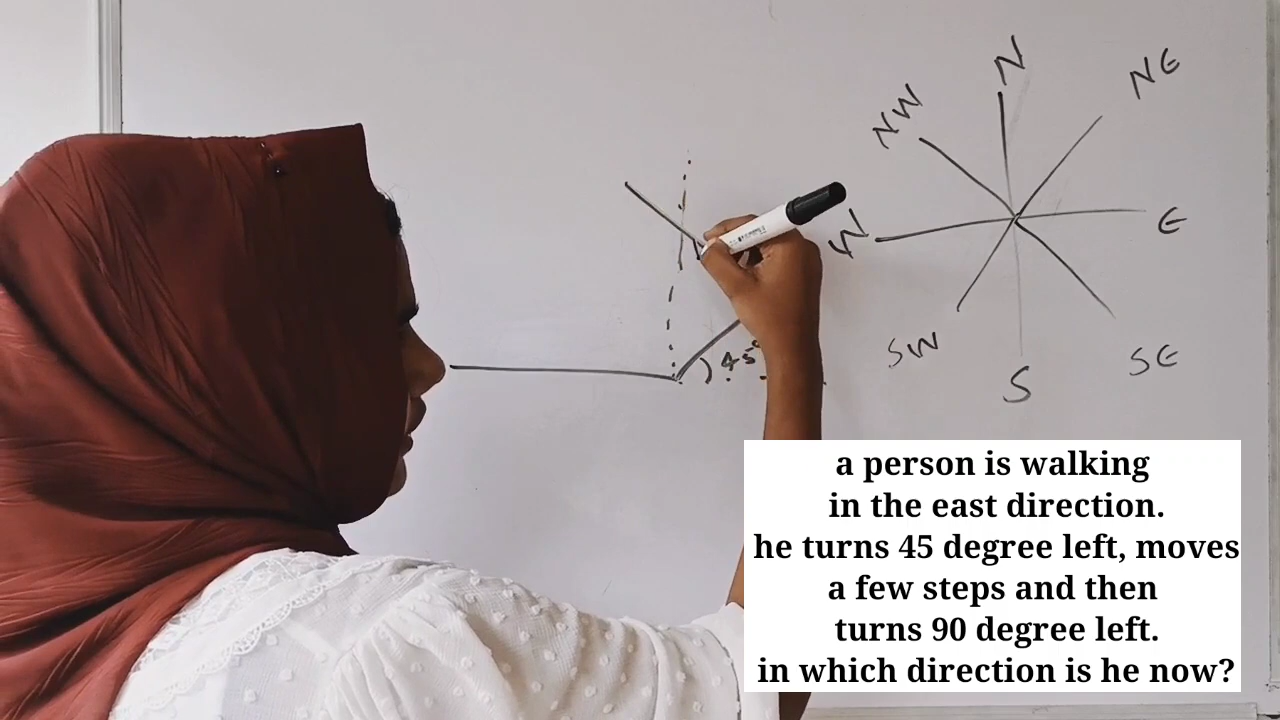 N
NE
NW
W
E
45°
SW
SE
S
a person is walking
in the east direction.
he turns 45 degree left, moves
a few steps and then
turns 90 degree left.
in which direction is he now?